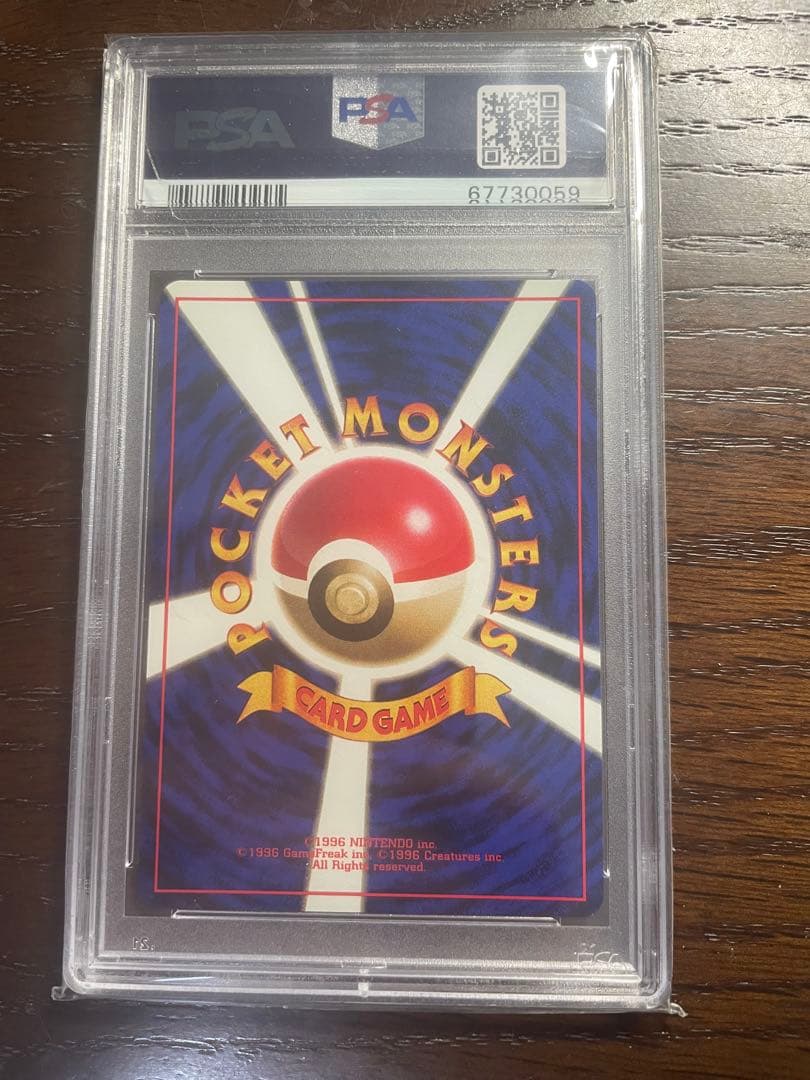 PSA
PSA
67730059
POCKET MONSTERS
CARD GAME
©1996 NINTENDO inc.
©1996 GameFreak inc. ©1996 Creatures inc.
All Rights reserved.